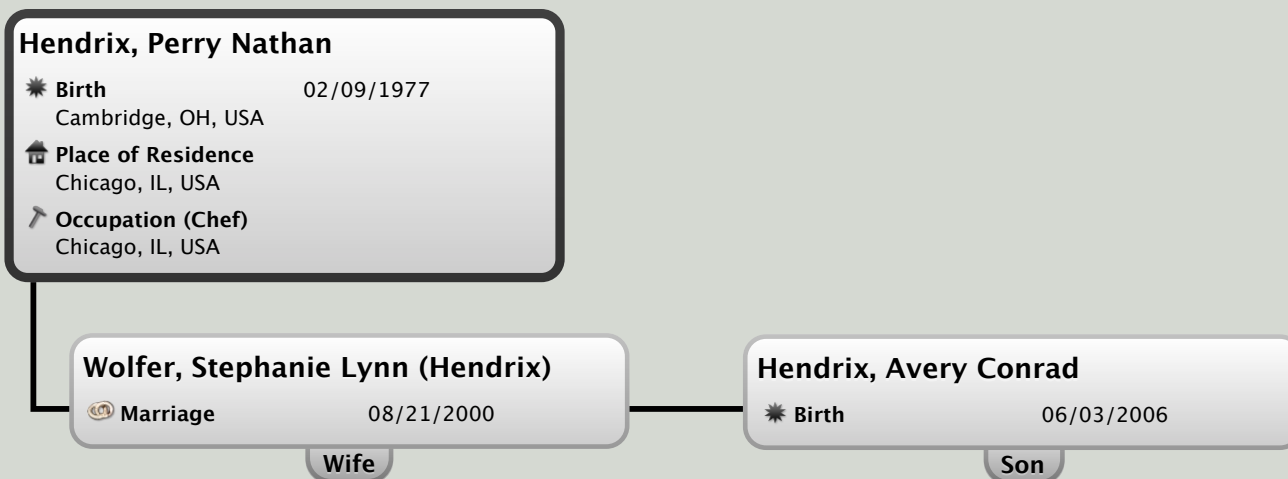 Hendrix, Perry Nathan
Birth 02/09/1977
Cambridge, OH, USA
Place of Residence
Chicago, IL, USA
Occupation (Chef)
Chicago, IL, USA
Wolfer, Stephanie Lynn (Hendrix)
Marriage 08/21/2000
Wife
Hendrix, Avery Conrad
Birth 06/03/2006
Son